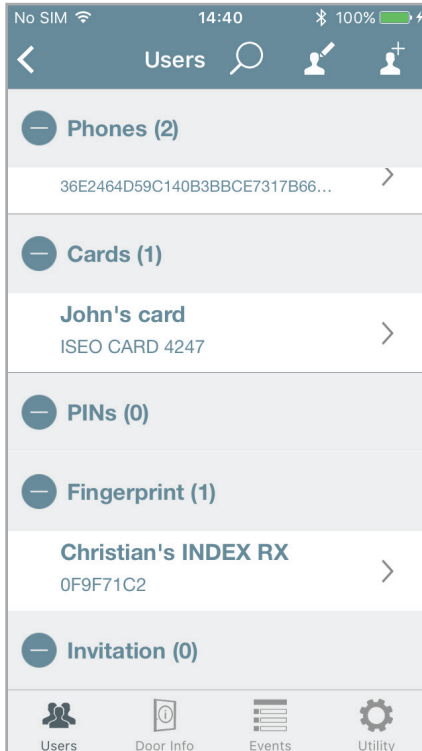 No SIM 14:40 100%
Users
Phones (2)
36E2464D59C140B3BBCE7317B66...
Cards (1)
John's card
ISEO CARD 4247
PINs (0)
Fingerprint (1)
Christian's INDEX RX
0F9F71C2
Invitation (0)
Users Door Info Events Utility